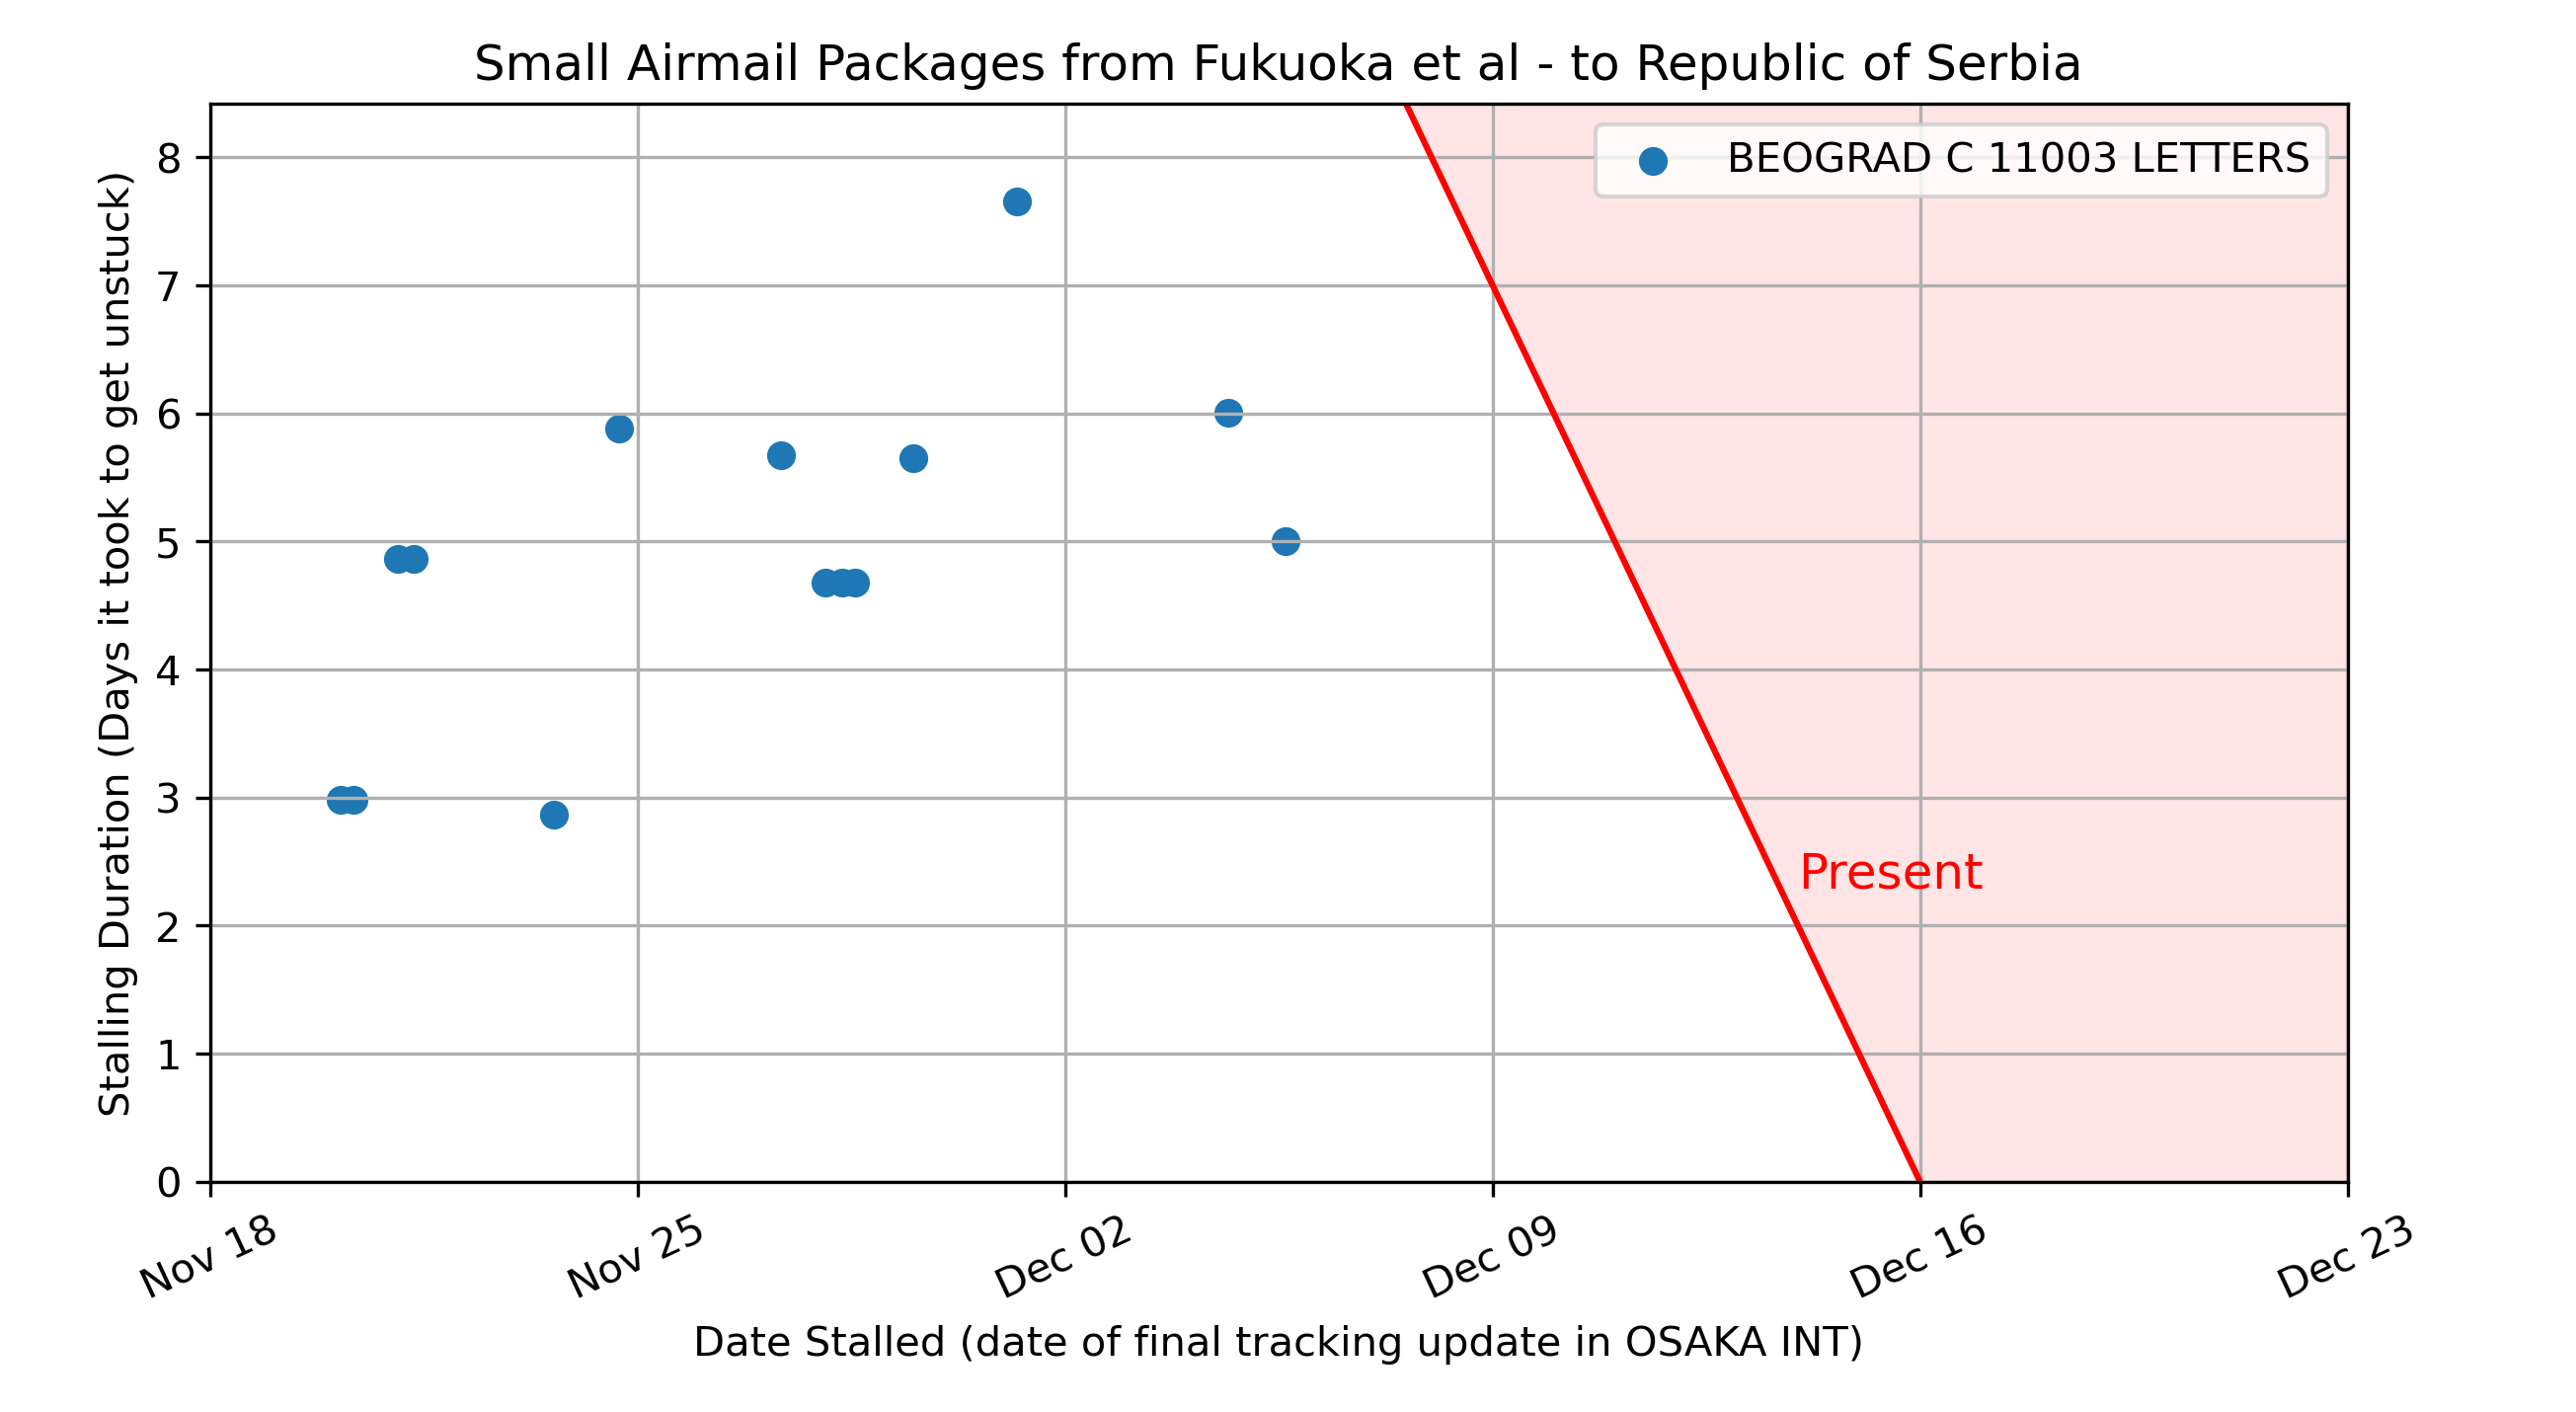 Small Airmail Packages from Fukuoka et al - to Republic of Serbia
BEOGRAD C 11003 LETTERS
Stalling Duration (Days it took to get unstuck)
8
7
6
5
4
3
2
1
0
Present
Nov 18
Nov 25
Dec 02
Dec 09
Dec 16
Dec 23
Date Stalled (date of final tracking update in OSAKA INT)